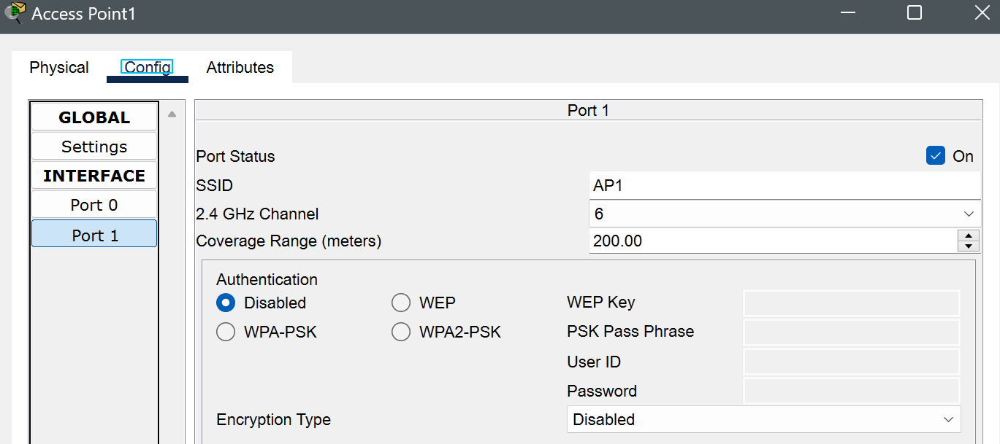 Access Point1
Physical Config Attributes
GLOBAL
Settings
INTERFACE
Port 0
Port 1
Port 1
Port Status On
SSID AP1
2.4 GHz Channel 6
Coverage Range (meters) 200.00
Authentication
Disabled WEP WEP Key
WPA-PSK WPA2-PSK PSK Pass Phrase
User ID
Password
Encryption Type Disabled